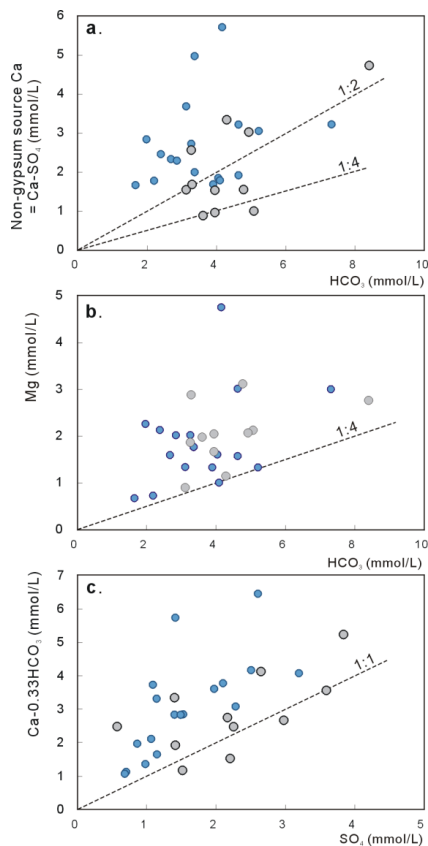 a.
Non-gypsum source Ca
= Ca-SO₄ (mmol/L)
6
5
4
3
2
1
0
1:2
1:4
0 2 4 6 8 10
HCO₃ (mmol/L)
b.
Mg (mmol/L)
5
4
3
2
1
0
1:4
0 2 4 6 8 10
HCO₃ (mmol/L)
c.
Ca-0.33HCO₃ (mmol/L)
7
6
5
4
3
2
1
0
1:1
0 1 2 3 4 5
SO₄ (mmol/L)